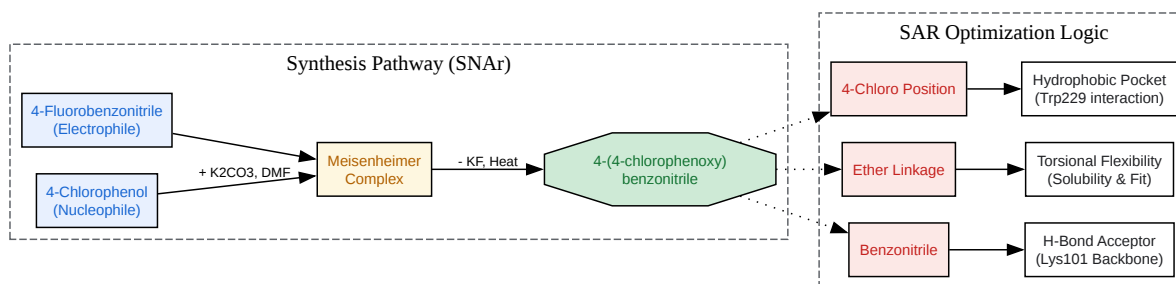 Synthesis Pathway (SNAr)
4-Fluorobenzonitrile
(Electrophile)
4-Chlorophenol
(Nucleophile)
+ K2CO3, DMF
Meisenheimer
Complex
- KF, Heat
4-(4-chlorophenoxy)
benzonitrile
SAR Optimization Logic
4-Chloro Position
Hydrophobic Pocket
(Trp229 interaction)
Ether Linkage
Torsional Flexibility
(Solubility & Fit)
Benzonitrile
H-Bond Acceptor
(Lys101 Backbone)